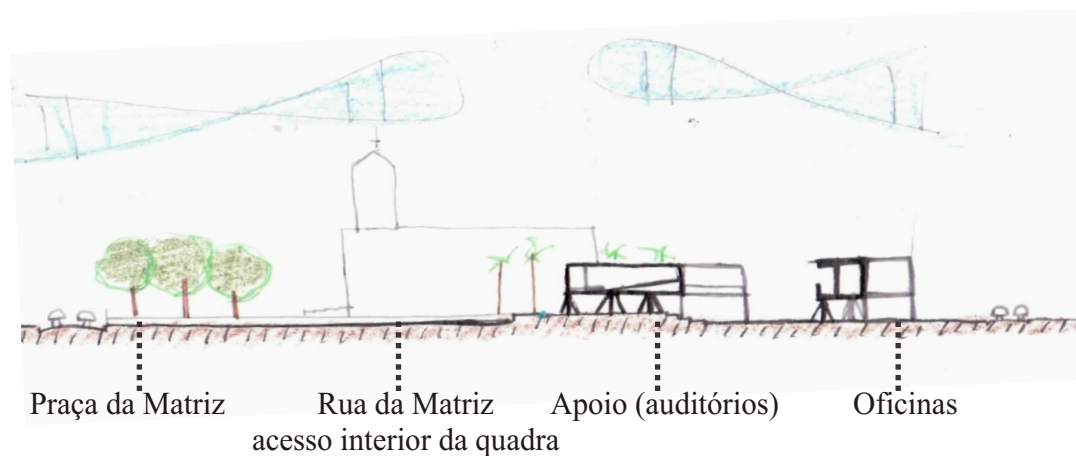 Praça da Matriz
Rua da Matriz
acesso interior da quadra
Apoio (auditórios)
Oficinas